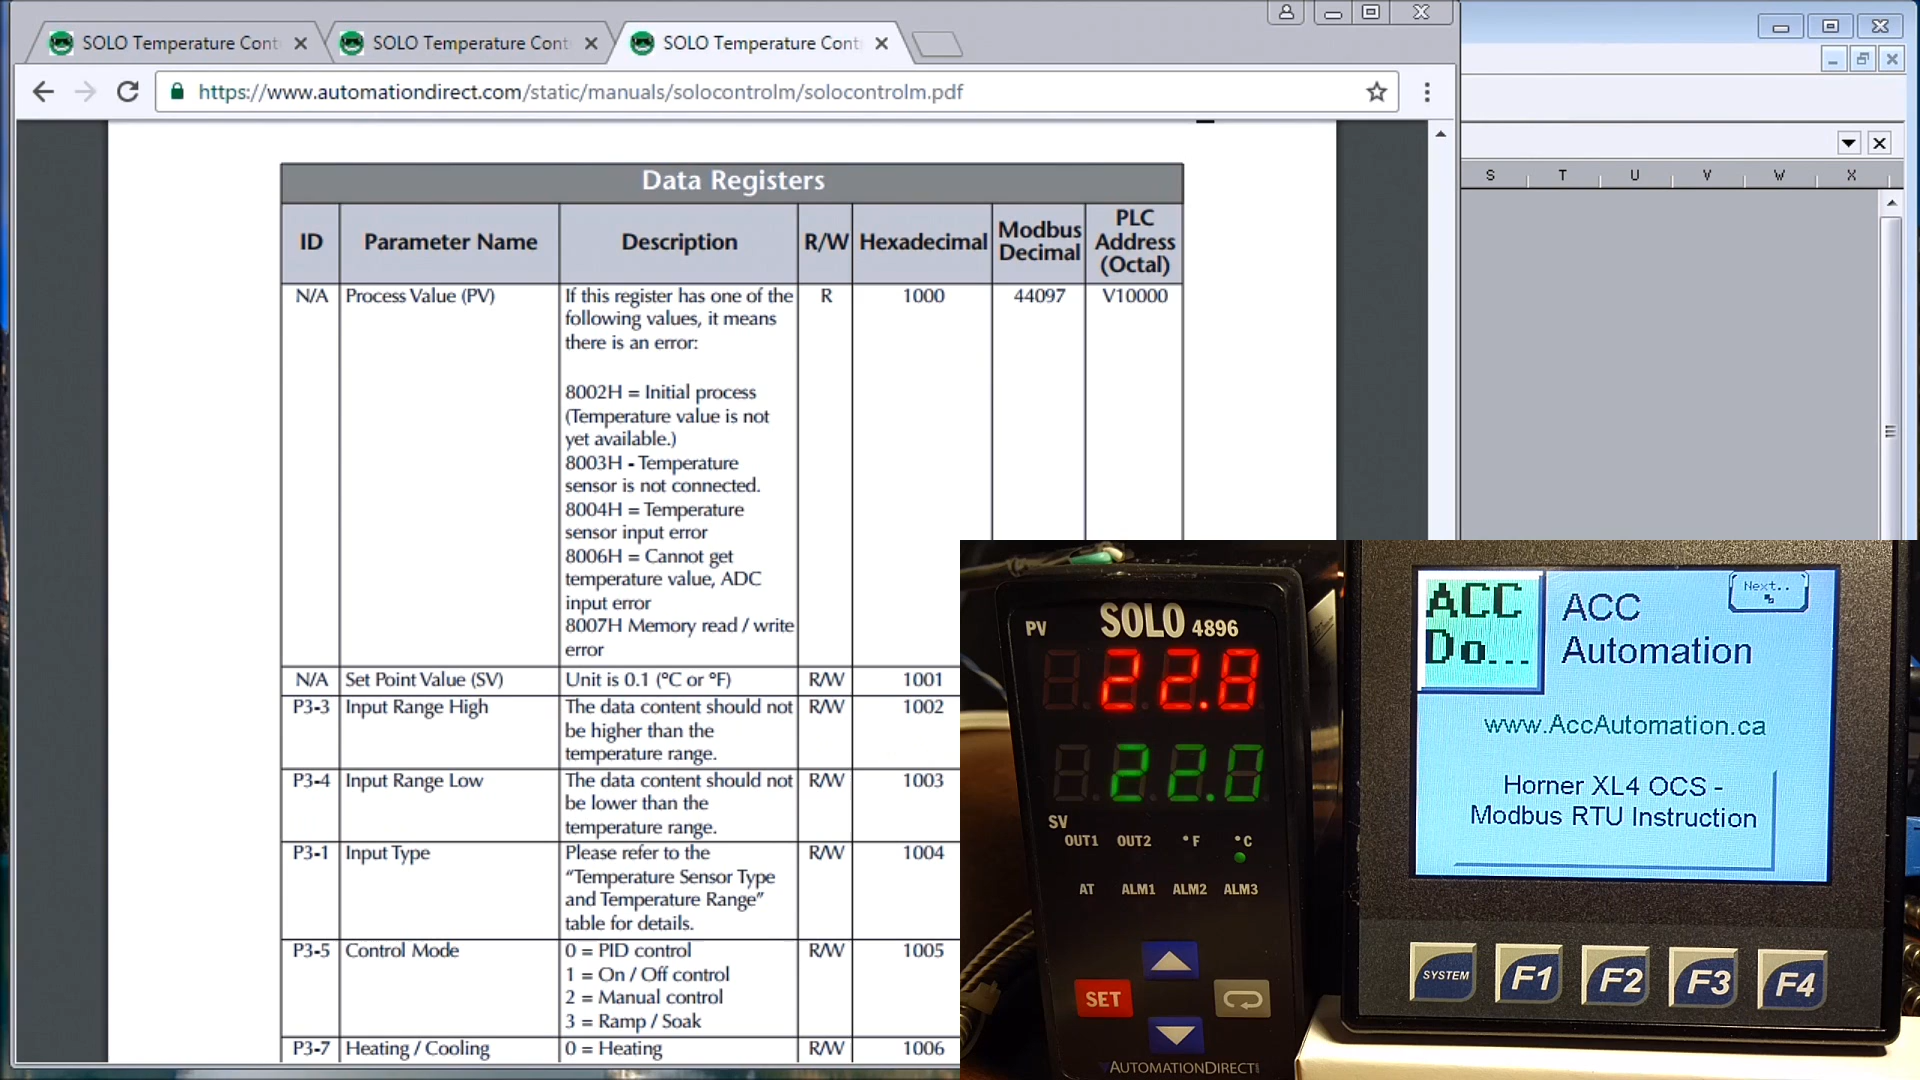 SOLO Temperature Cont
SOLO Temperature Cont
SOLO Temperature Cont
https://www.automationdirect.com/static/manuals/solocontrolm/solocontrolm.pdf
S T U V W X
Data Registers
ID Parameter Name Description R/W Hexadecimal Modbus Decimal PLC Address (Octal)
N/A Process Value (PV) If this register has one of the R 1000 44097 V10000
following values, it means
there is an error:
8002H = Initial process
(Temperature value is not
yet available.)
8003H - Temperature
sensor is not connected.
8004H = Temperature
sensor input error
8006H = Cannot get
temperature value, ADC
input error
8007H Memory read / write
error
N/A Set Point Value (SV) Unit is 0.1 (°C or °F) R/W 1001
P3-3 Input Range High The data content should not R/W 1002
be higher than the
temperature range.
P3-4 Input Range Low The data content should not R/W 1003
be lower than the
temperature range.
P3-1 Input Type Please refer to the R/W 1004
“Temperature Sensor Type
and Temperature Range”
table for details.
P3-5 Control Mode 0 = PID control R/W 1005
1 = On / Off control
2 = Manual control
3 = Ramp / Soak
P3-7 Heating / Cooling 0 = Heating R/W 1006
PV SOLO 4896
22.8
22.0
SV
OUT1 OUT2 °F °C
AT ALM1 ALM2 ALM3
SET
AUTOMATIONDIRECT
ACC
Do...
ACC
Automation
Next..
www.AccAutomation.ca
Horner XL4 OCS -
Modbus RTU Instruction
SYSTEM F1 F2 F3 F4